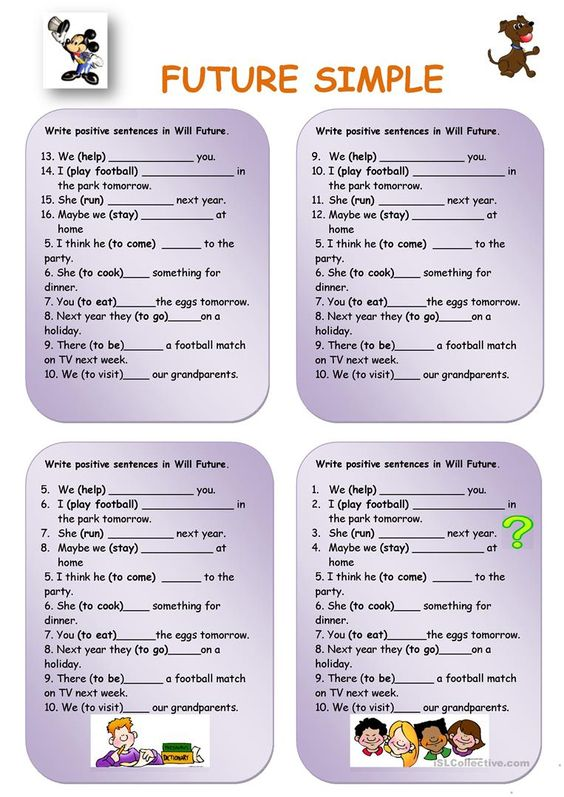 FUTURE SIMPLE
Write positive sentences in Will Future.
13. We (help) ______________ you.
14. I (play football) _______________ in
the park tomorrow.
15. She (run) ___________ next year.
16. Maybe we (stay) ____________ at
home
5. I think he (to come) ______ to the
party.
6. She (to cook)____ something for
dinner.
7. You (to eat)______the eggs tomorrow.
8. Next year they (to go)_____on a
holiday.
9. There (to be)______ a football match
on TV next week.
10. We (to visit)____ our grandparents.
Write positive sentences in Will Future.
9. We (help) ______________ you.
10. I (play football) _______________ in
the park tomorrow.
11. She (run) ___________ next year.
12. Maybe we (stay) ____________ at
home
5. I think he (to come) ______ to the
party.
6. She (to cook)____ something for
dinner.
7. You (to eat)______the eggs tomorrow.
8. Next year they (to go)_____on a
holiday.
9. There (to be)______ a football match
on TV next week.
10. We (to visit)____ our grandparents.
Write positive sentences in Will Future.
5. We (help) ______________ you.
6. I (play football) _______________ in
the park tomorrow.
7. She (run) ___________ next year.
8. Maybe we (stay) ____________ at
home
5. I think he (to come) ______ to the
party.
6. She (to cook)____ something for
dinner.
7. You (to eat)______the eggs tomorrow.
8. Next year they (to go)_____on a
holiday.
9. There (to be)______ a football match
on TV next week.
10. We (to visit)____ our grandparents.
DICTIONARY
Write positive sentences in Will Future.
1. We (help) ______________ you.
2. I (play football) _______________ in
the park tomorrow.
3. She (run) ___________ next year.
?
4. Maybe we (stay) ____________ at
home
5. I think he (to come) ______ to the
party.
6. She (to cook)____ something for
dinner.
7. You (to eat)______the eggs tomorrow.
8. Next year they (to go)_____on a
holiday.
9. There (to be)______ a football match
on TV next week.
10. We (to visit)____ our grandparents.
iSLCollective.com